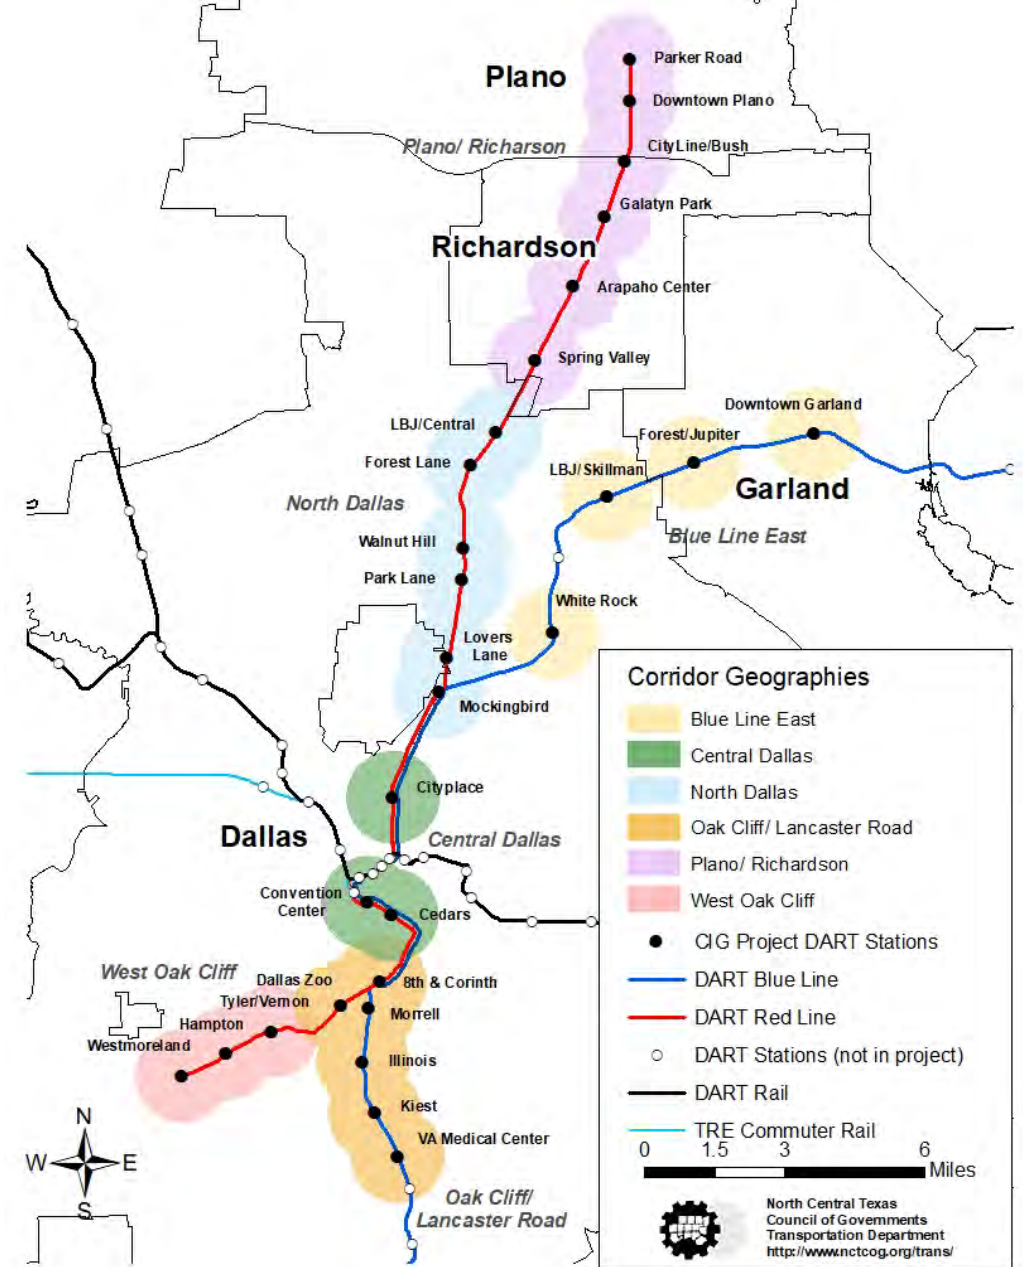 Parker Road
Plano
Downtown Plano
Plano/ Richarson
CityLine/Bush
Galatyn Park
Richardson
Arapaho Center
Spring Valley
Downtown Garland
LBJ/Central
Forest/Jupiter
Forest Lane
LBJ/Skillman
Garland
North Dallas
Blue Line East
Walnut Hill
Park Lane
White Rock
Lovers
Lane
Mockingbird
Cityplace
Dallas
Central Dallas
Convention
Center
Cedars
West Oak Cliff
Dallas Zoo
8th & Corinth
Tyler/Vernon
Morrell
Hampton
Westmoreland
Illinois
Kiest
VA Medical Center
Oak Cliff/
Lancaster Road
N
W
E
S
Corridor Geographies
Blue Line East
Central Dallas
North Dallas
Oak Cliff/ Lancaster Road
Plano/ Richardson
West Oak Cliff
CIG Project DART Stations
DART Blue Line
DART Red Line
DART Stations (not in project)
DART Rail
TRE Commuter Rail
0 1.5 3 6
Miles
North Central Texas
Council of Governments
Transportation Department
http://www.nctcog.org/trans/